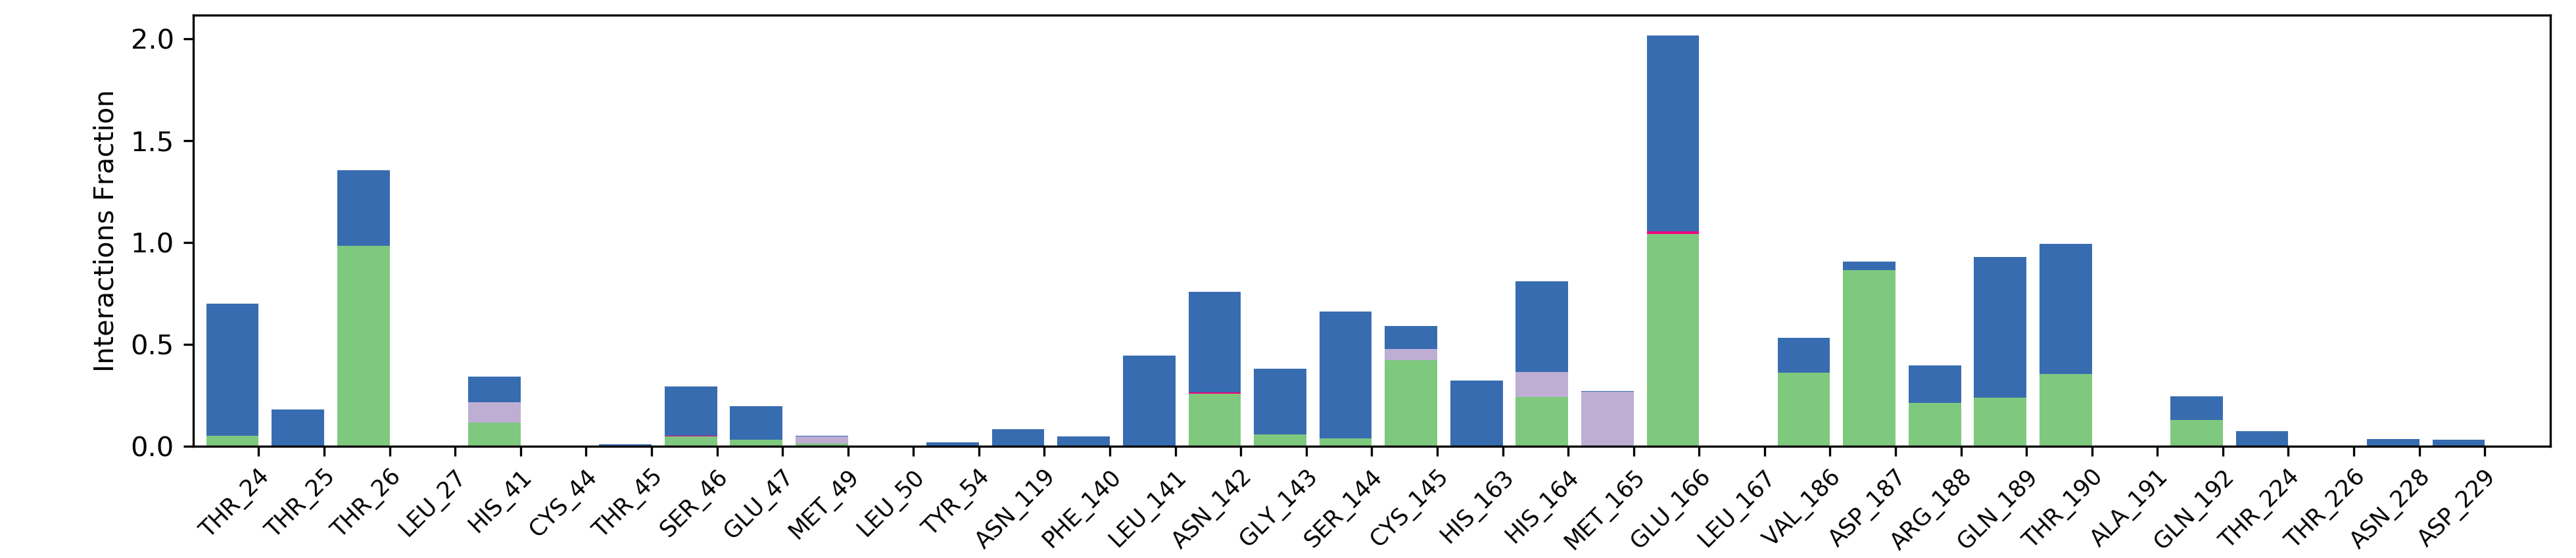 Interactions Fraction
2.0
1.5
1.0
0.5
0.0
THR_24
THR_25
THR_26
LEU_27
HIS_41
CYS_44
THR_45
SER_46
GLU_47
MET_49
LEU_50
TYR_54
ASN_119
PHE_140
LEU_141
ASN_142
GLY_143
SER_144
CYS_145
HIS_163
HIS_164
MET_165
GLU_166
LEU_167
VAL_186
ASP_187
ARG_188
GLN_189
THR_190
ALA_191
GLN_192
THR_224
THR_226
ASN_228
ASP_229